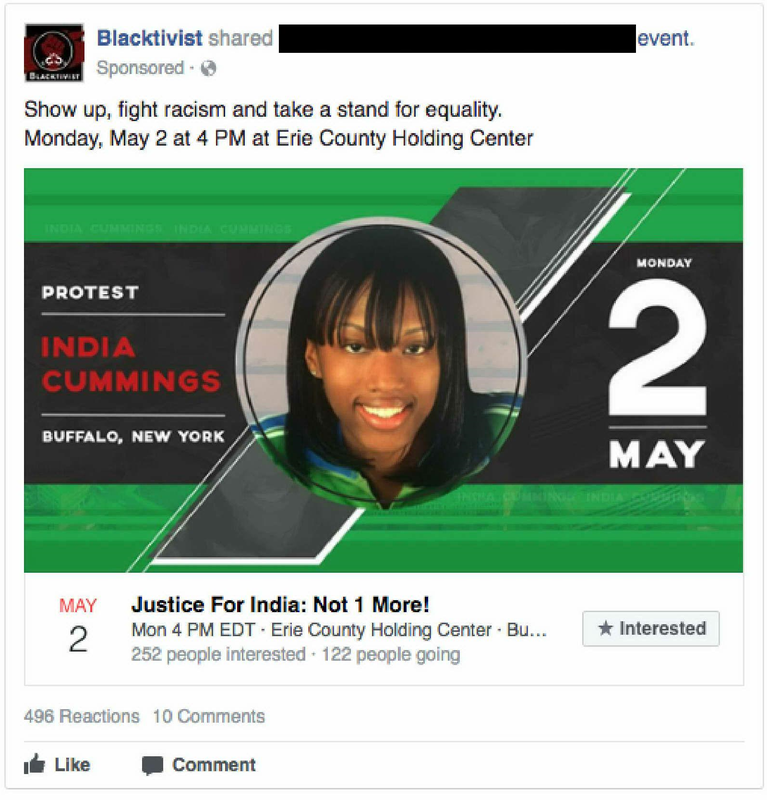 Blacktivist shared event.
BLACKTIVIST
Sponsored ·
Show up, fight racism and take a stand for equality.
Monday, May 2 at 4 PM at Erie County Holding Center
INDIA CUMMINGS INDIA CUMMINGS
PROTEST
INDIA
CUMMINGS
BUFFALO, NEW YORK
MONDAY
2
MAY
INDIA CUMMINGS INDIA CUMMINGS
MAY
2
Justice For India: Not 1 More!
Mon 4 PM EDT · Erie County Holding Center · Bu...
252 people interested · 122 people going
★ Interested
496 Reactions 10 Comments
Like Comment